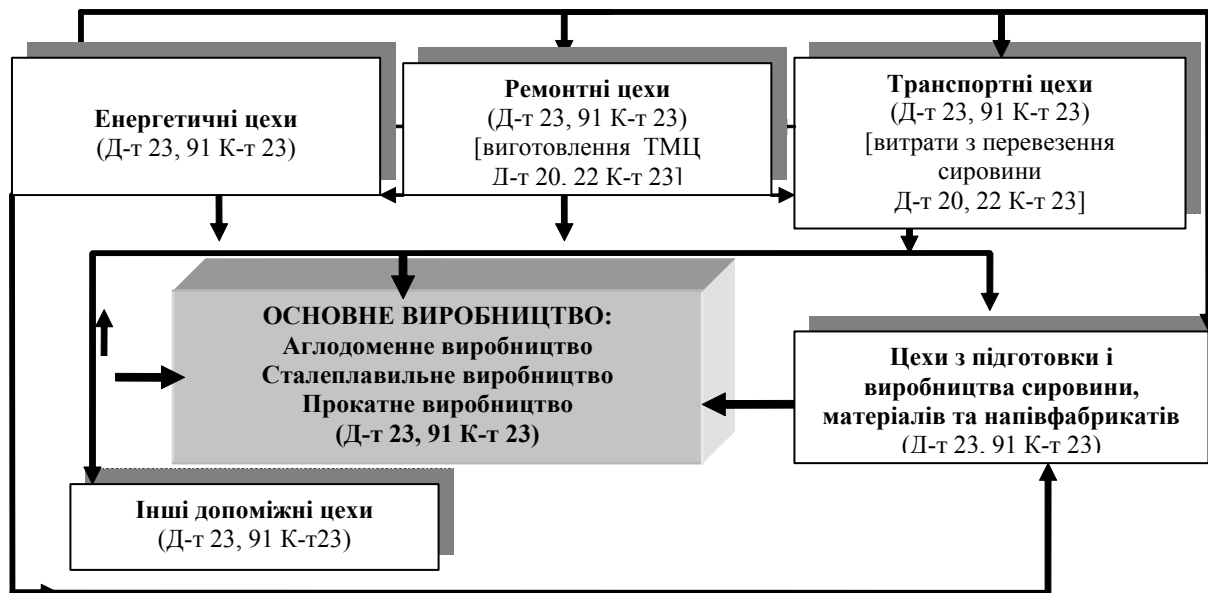 Енергетичні цехи
(Д-т 23, 91 К-т 23)
Ремонтні цехи
(Д-т 23, 91 К-т 23)
[виготовлення ТМЦ
Д-т 20, 22 К-т 23]
Транспортні цехи
(Д-т 23, 91 К-т 23)
[витрати з перевезення
сировини
Д-т 20, 22 К-т 23]
ОСНОВНЕ ВИРОБНИЦТВО:
Аглодоменне виробництво
Сталеплавильне виробництво
Прокатне виробництво
(Д-т 23, 91 К-т 23)
Цехи з підготовки і
виробництва сировини,
матеріалів та напівфабрикатів
(Д-т 23, 91 К-т 23)
Інші допоміжні цехи
(Д-т 23, 91 К-т23)